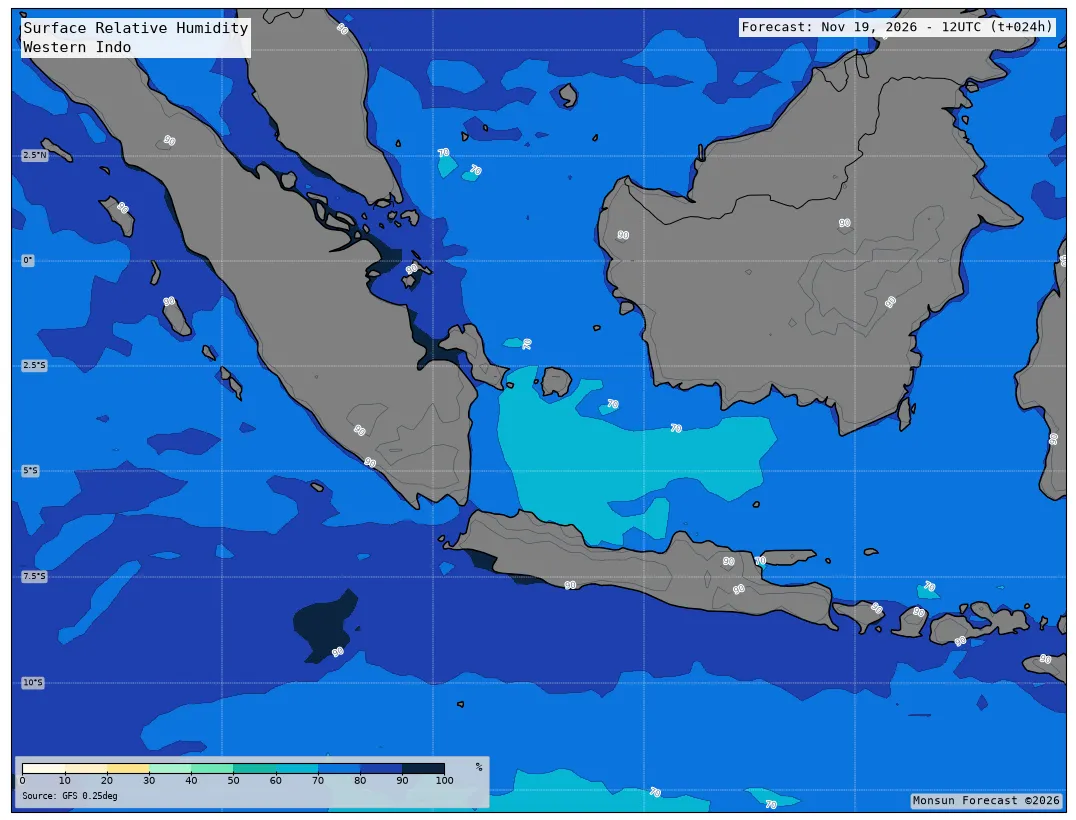 Surface Relative Humidity
Western Indo
Forecast: Nov 19, 2026 - 12UTC (t+024h)
90
70
70
90
2.5°N
90
90
90
0°
90
90
90
90
70
2.5°S
70
90
70
90
90
5°S
90
70
7.5°S
90
90
70
90
90
90
90
90
10°S
%
0 10 20 30 40 50 60 70 80 90 100
Source: GFS 0.25deg
70
70
Monsun Forecast ©2026